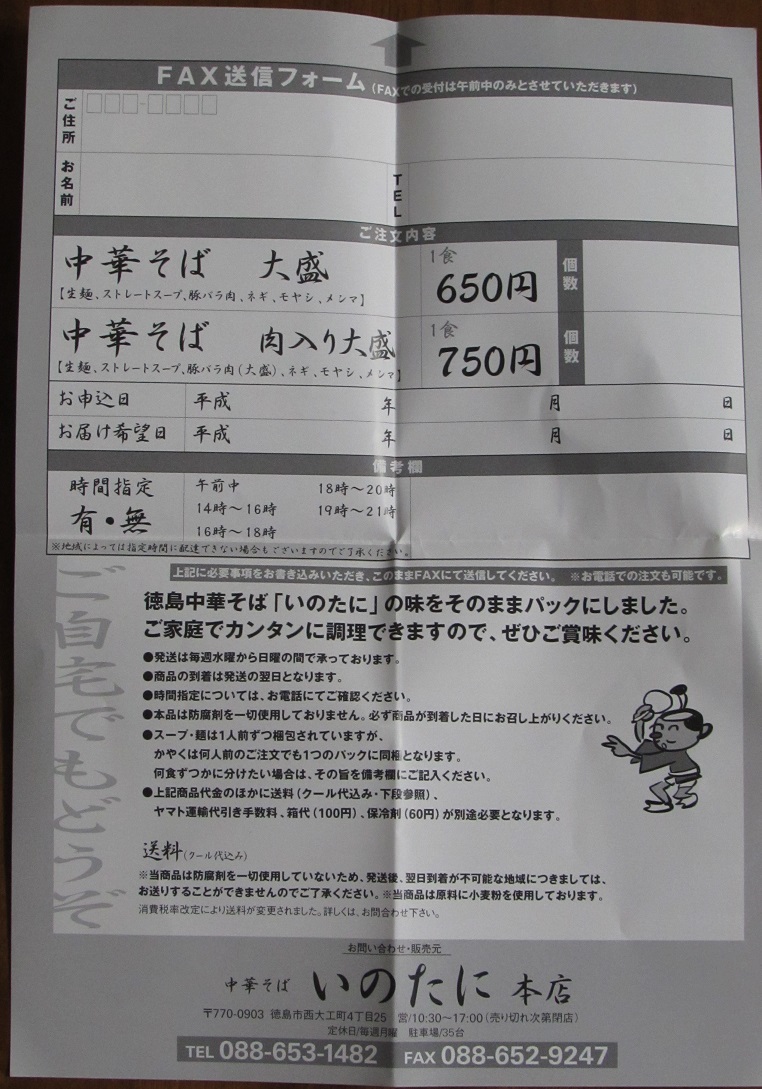 FAX送信フォーム(FAXでの受付は午前中のみとさせていただきます)
ご住所
お名前
TEL
ご注文内容
中華そば 大盛 1食 650円 個数
【生麺、ストレートスープ、豚バラ肉、ネギ、モヤシ、メンマ】
中華そば 肉入り大盛 1食 750円 個数
【生麺、ストレートスープ、豚バラ肉(大盛)、ネギ、モヤシ、メンマ】
お申込日 平成 年 月 日
お届け希望日 平成 年 月 日
備考欄
時間指定
有・無
午前中 18時〜20時
14時〜16時 19時〜21時
16時〜18時
※地域によっては指定時間に配達できない場合もございますのでご了承ください。
上記に必要事項をお書き込みいただき、このままFAXにて送信してください。 ※お電話での注文も可能です。
ご自宅でもどうぞ
徳島中華そば「いのたに」の味をそのままパックにしました。
ご家庭でカンタンに調理できますので、ぜひご賞味ください。
●発送は毎週水曜から日曜の間で承っております。
●商品の到着は発送の翌日となります。
●時間指定については、お電話にてご確認ください。
●本品は防腐剤を一切使用しておりません。必ず商品が到着した日にお召し上がりください。
●スープ・麺は1人前ずつ梱包されていますが、
かやくは何人前のご注文でも1つのパックに同梱となります。
何食ずつかに分けたい場合は、その旨を備考欄にご記入ください。
●上記商品代金のほかに送料(クール代込み・下段参照)、
ヤマト運輸代引き手数料、箱代(100円)、保冷剤(60円)が別途必要となります。
送料(クール代込み)
※当商品は防腐剤を一切使用していないため、発送後、翌日到着が不可能な地域につきましては、
お送りすることができませんのでご了承ください。※当商品は原料に小麦粉を使用しております。
消費税率改定により送料が変更されました。詳しくは、お問合わせ下さい。
お問い合わせ・販売元
中華そば いのたに 本店
〒770-0903 徳島市西大工町4丁目25 営/10:30〜17:00(売り切れ次第閉店)
定休日/毎週月曜 駐車場/35台
TEL 088-653-1482 FAX 088-652-9247